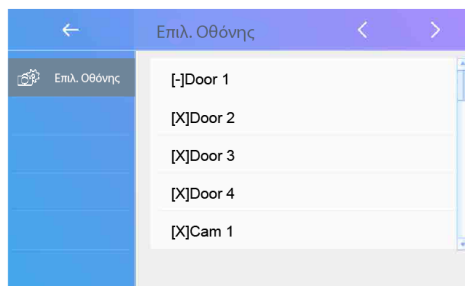 Επιλ. Οθόνης
Επιλ. Οθόνης
[-]Door 1
[X]Door 2
[X]Door 3
[X]Door 4
[X]Cam 1